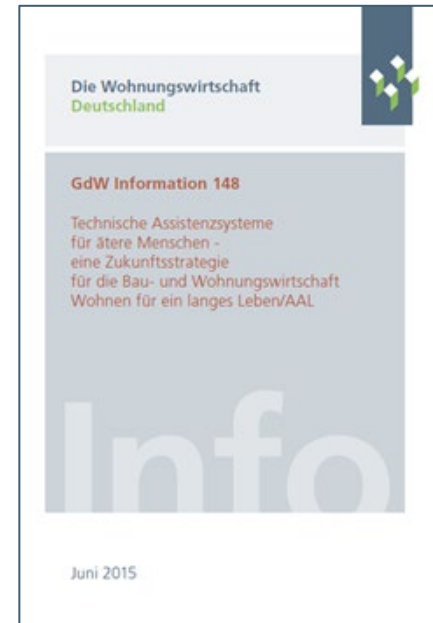 Die Wohnungswirtschaft
Deutschland
GdW Information 148
Technische Assistenzsysteme
für ätere Menschen -
eine Zukunftsstrategie
für die Bau- und Wohnungswirtschaft
Wohnen für ein langes Leben/AAL
Info
Juni 2015